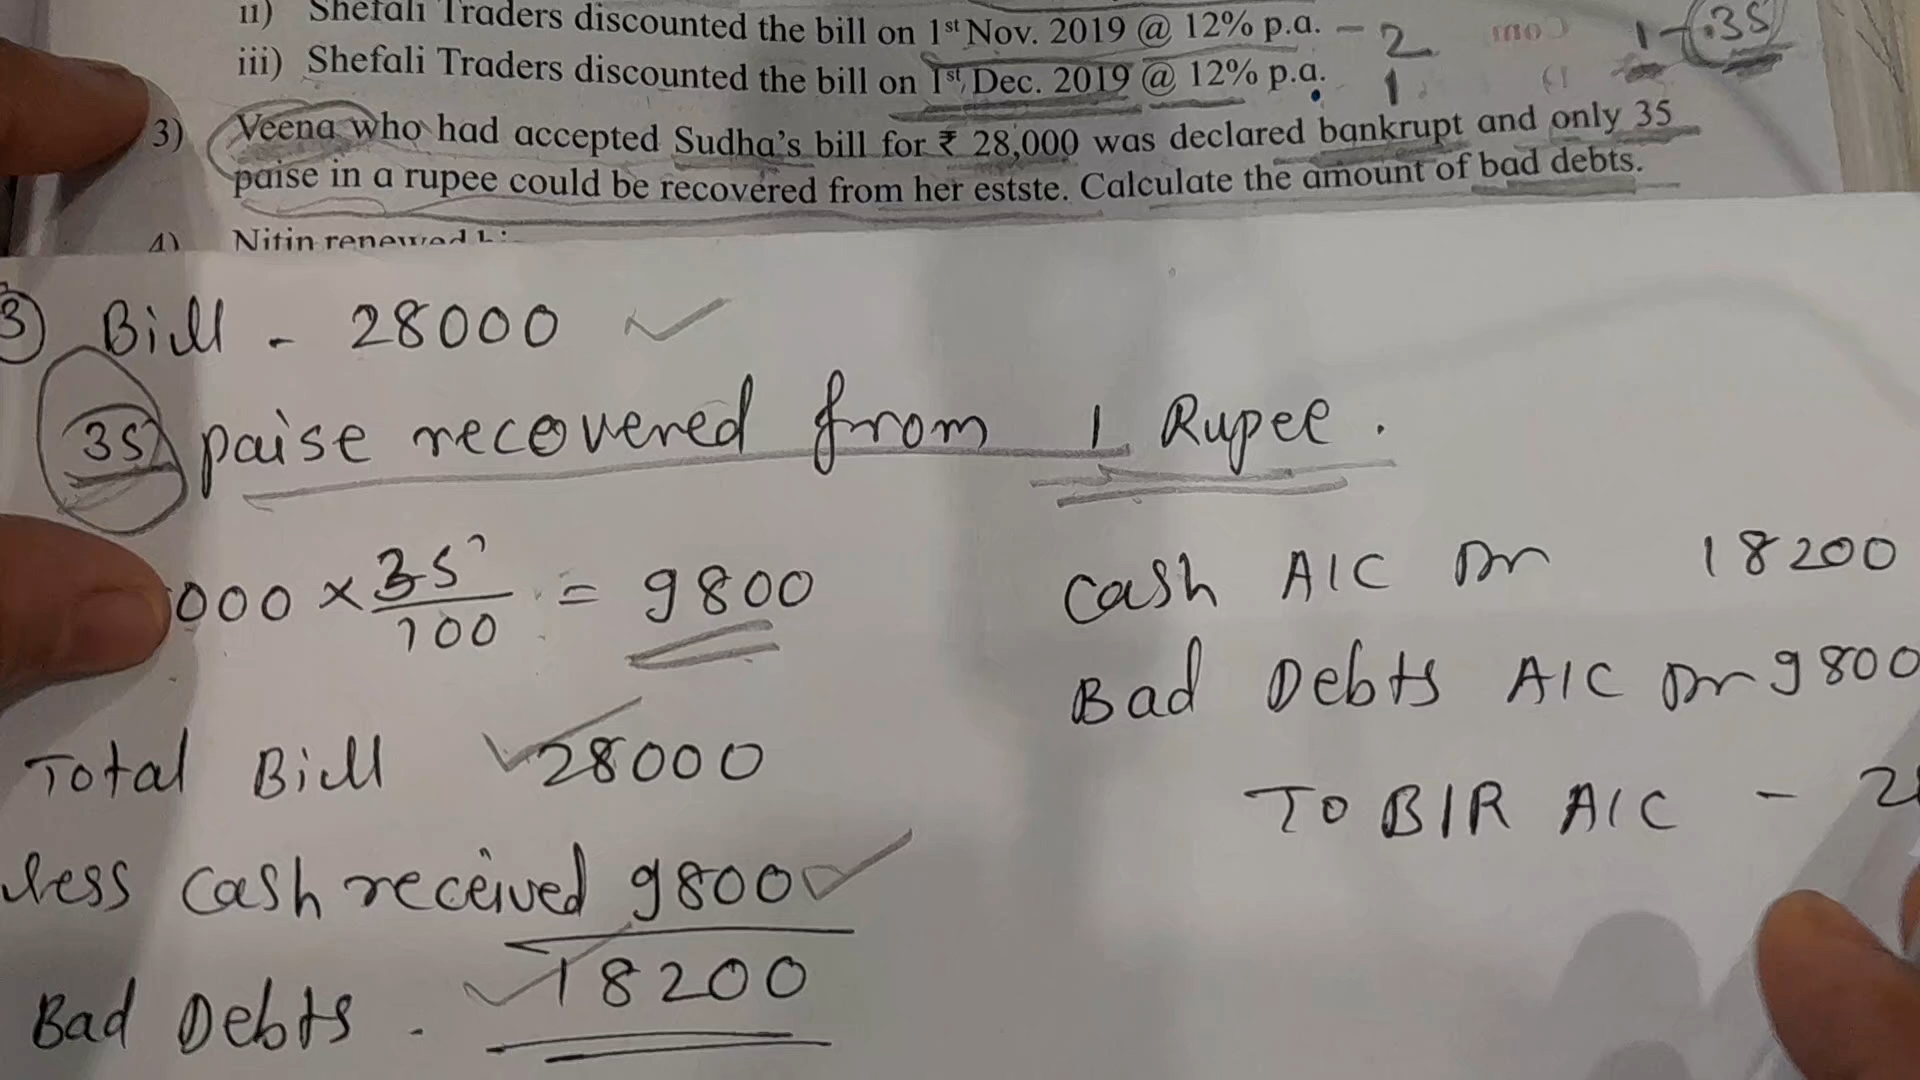 ii) Shefali Traders discounted the bill on 1st Nov. 2019 @ 12% p.a. - 2
1 - .35
iii) Shefali Traders discounted the bill on 1st Dec. 2019 @ 12% p.a. 1
3) Veena who had accepted Sudha's bill for ₹ 28,000 was declared bankrupt and only 35
paise in a rupee could be recovered from her estste. Calculate the amount of bad debts.
4) Nitin renewed
3 Bill - 28000 ✓
35 paise recovered from 1 Rupee.
000 × 35/100 = 9800
Total Bill 28000
less cash received 9800
Bad Debts. 18200
Cash A/C Dr 18200
Bad Debts A/C Dr 9800
To B/R A/C - 2